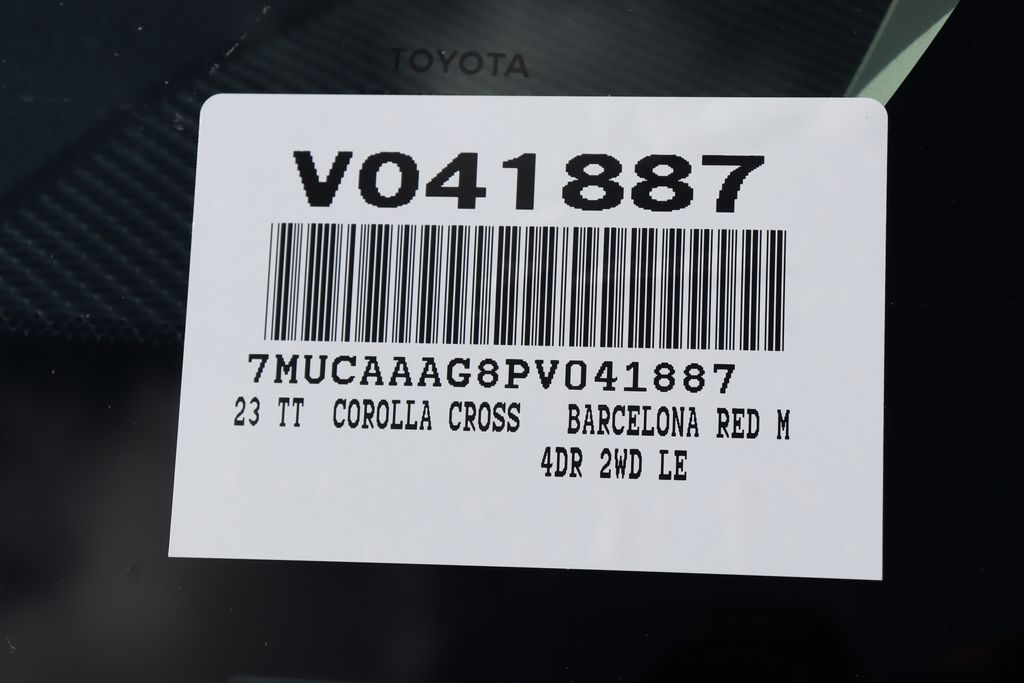 TOYOTA
V041887
7MUCAAAG8PV041887
23 TT COROLLA CROSS BARCELONA RED M
4DR 2WD LE